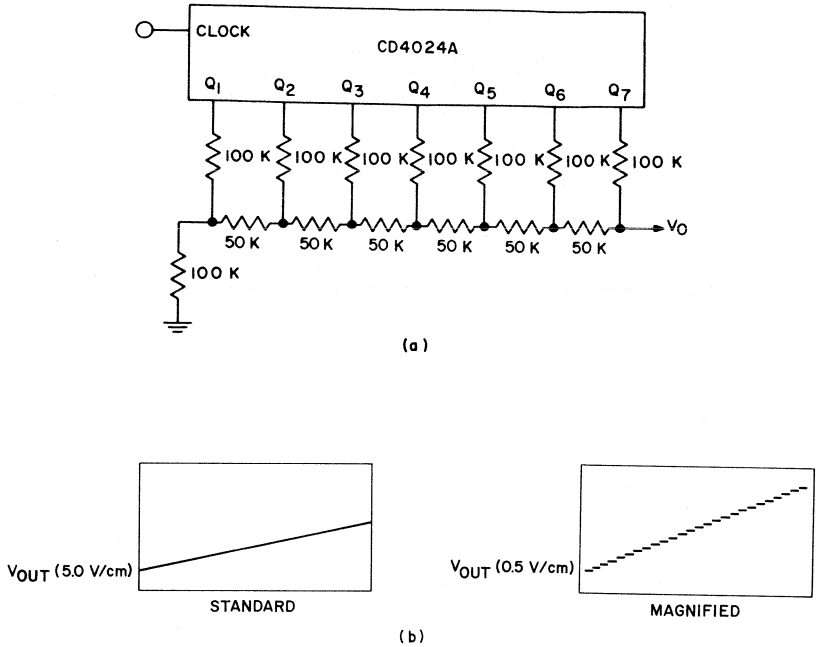 CLOCK
CD4024A
Q1 Q2 Q3 Q4 Q5 Q6 Q7
100 K 100 K 100 K 100 K 100 K 100 K 100 K
VO
50 K 50 K 50 K 50 K 50 K 50 K
100 K
(a)
VOUT (5.0 V/cm)
STANDARD
VOUT (0.5 V/cm)
MAGNIFIED
(b)